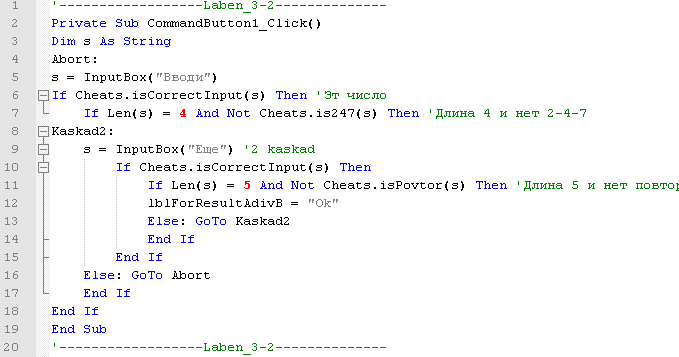 1 '------------------Laben_3-2--------------
2 Private Sub CommandButton1_Click()
3 Dim s As String
4 Abort:
5 s = InputBox("Вводи")
6 If Cheats.isCorrectInput(s) Then 'Эт число
7 If Len(s) = 4 And Not Cheats.is247(s) Then 'Длина 4 и нет 2-4-7
8 Kaskad2:
9 s = InputBox("Еще") '2 kaskad
10 If Cheats.isCorrectInput(s) Then
11 If Len(s) = 5 And Not Cheats.isPovtor(s) Then 'Длина 5 и нет повтор
12 lblForResultAdivB = "Ok"
13 Else: GoTo Kaskad2
14 End If
15 End If
16 Else: GoTo Abort
17 End If
18 End If
19 End Sub
20 '------------------Laben_3-2--------------